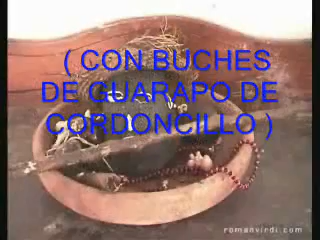 ( CON BUCHES
DE GUARAPO DE
CORDONCILLO )
romanvirdi.com